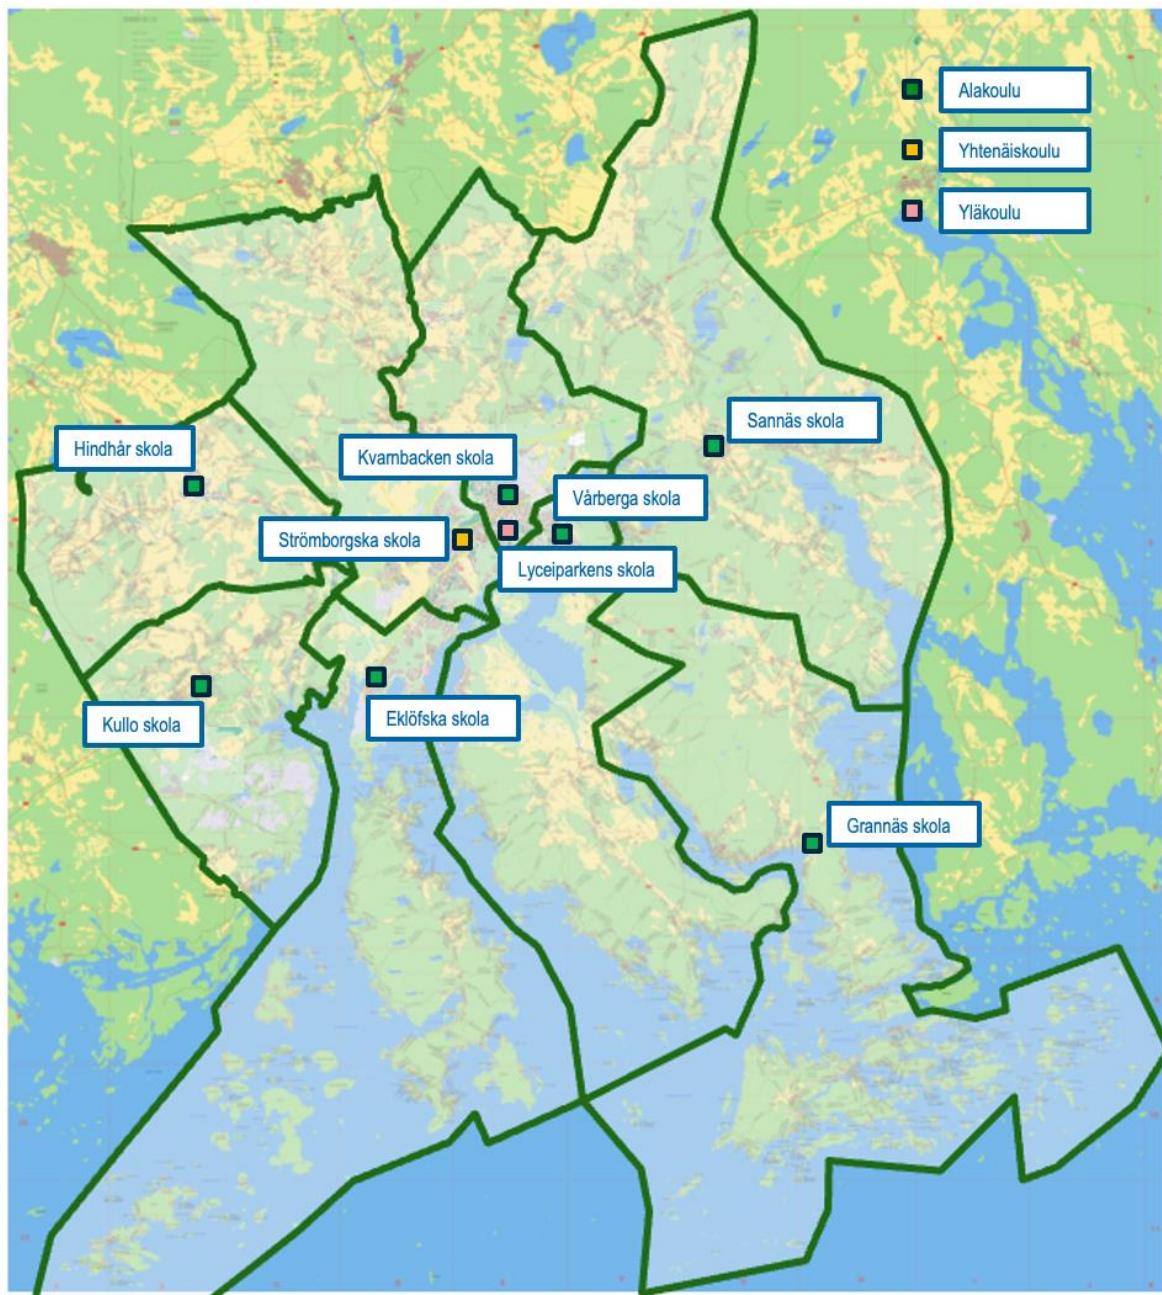 Alakoulu
Yhtenäiskoulu
Yläkoulu
Sannäs skola
Hindhår skola
Kvarnbacken skola
Vårberga skola
Strömborgska skola
Lyceiparkens skola
Kullo skola
Eklöfska skola
Grannäs skola